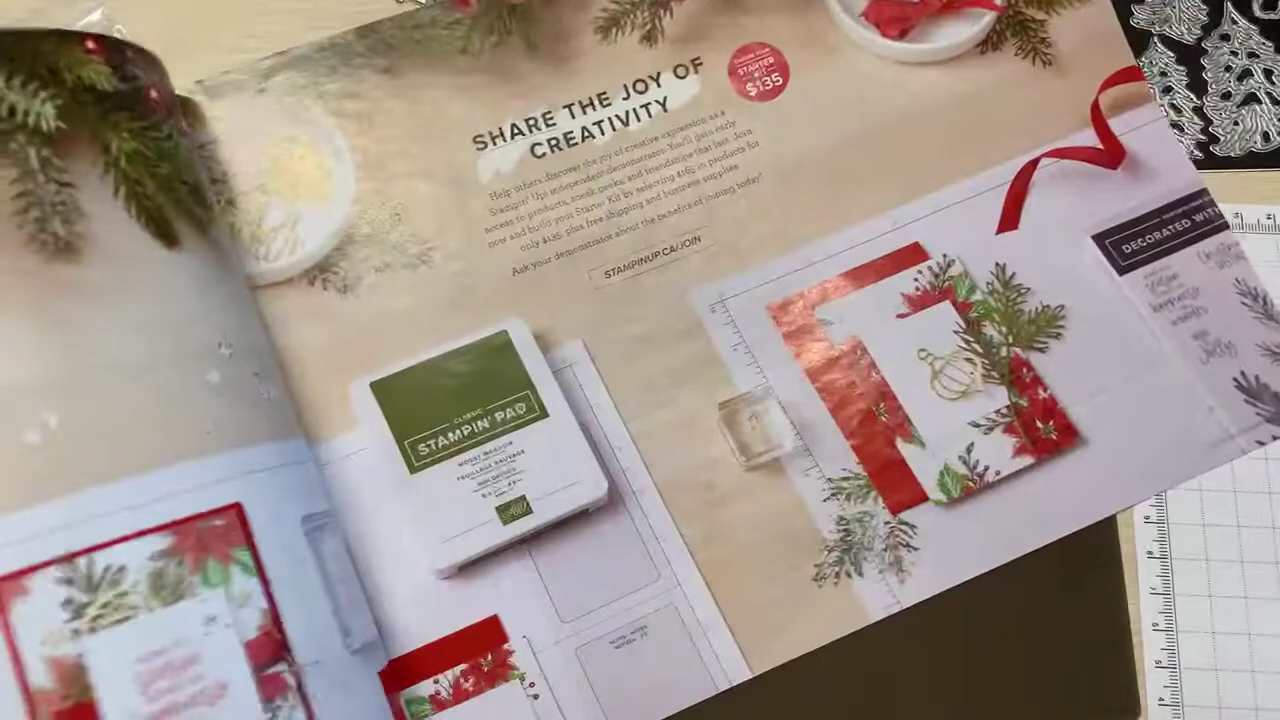 SHARE THE JOY OF
CREATIVITY
Help others discover the joy of creative expression as a
Stampin' Up! independent demonstrator. You'll gain early
access to products, sneak peeks, and friendships that last. Join
now and build your Starter Kit by selecting $165 in products for
only $135, plus free shipping and business supplies.
Ask your demonstrator about the benefits of joining today!
STAMPINUP.CA/JOIN
STARTER
KIT
$135
CLASSIC
STAMPIN' PAD
MOSSY MEADOW
FEUILLAGE SAUVAGE
DECORATED WITH